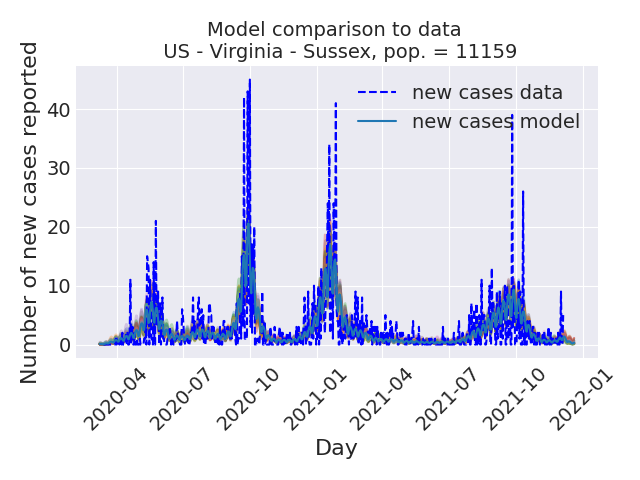 Model comparison to data
US - Virginia - Sussex, pop. = 11159
Number of new cases reported
40
30
20
10
0
new cases data
new cases model
2020-04
2020-07
2020-10
2021-01
2021-04
2021-07
2021-10
2022-01
Day